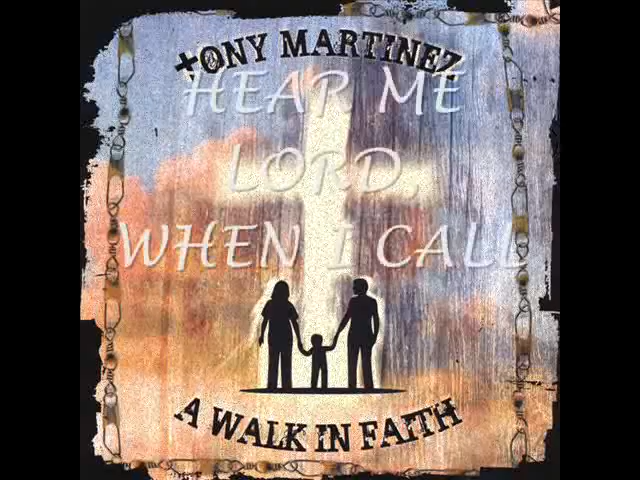 TONY MARTINEZ
HEAR ME
LORD,
WHEN I CALL
A WALK IN FAITH